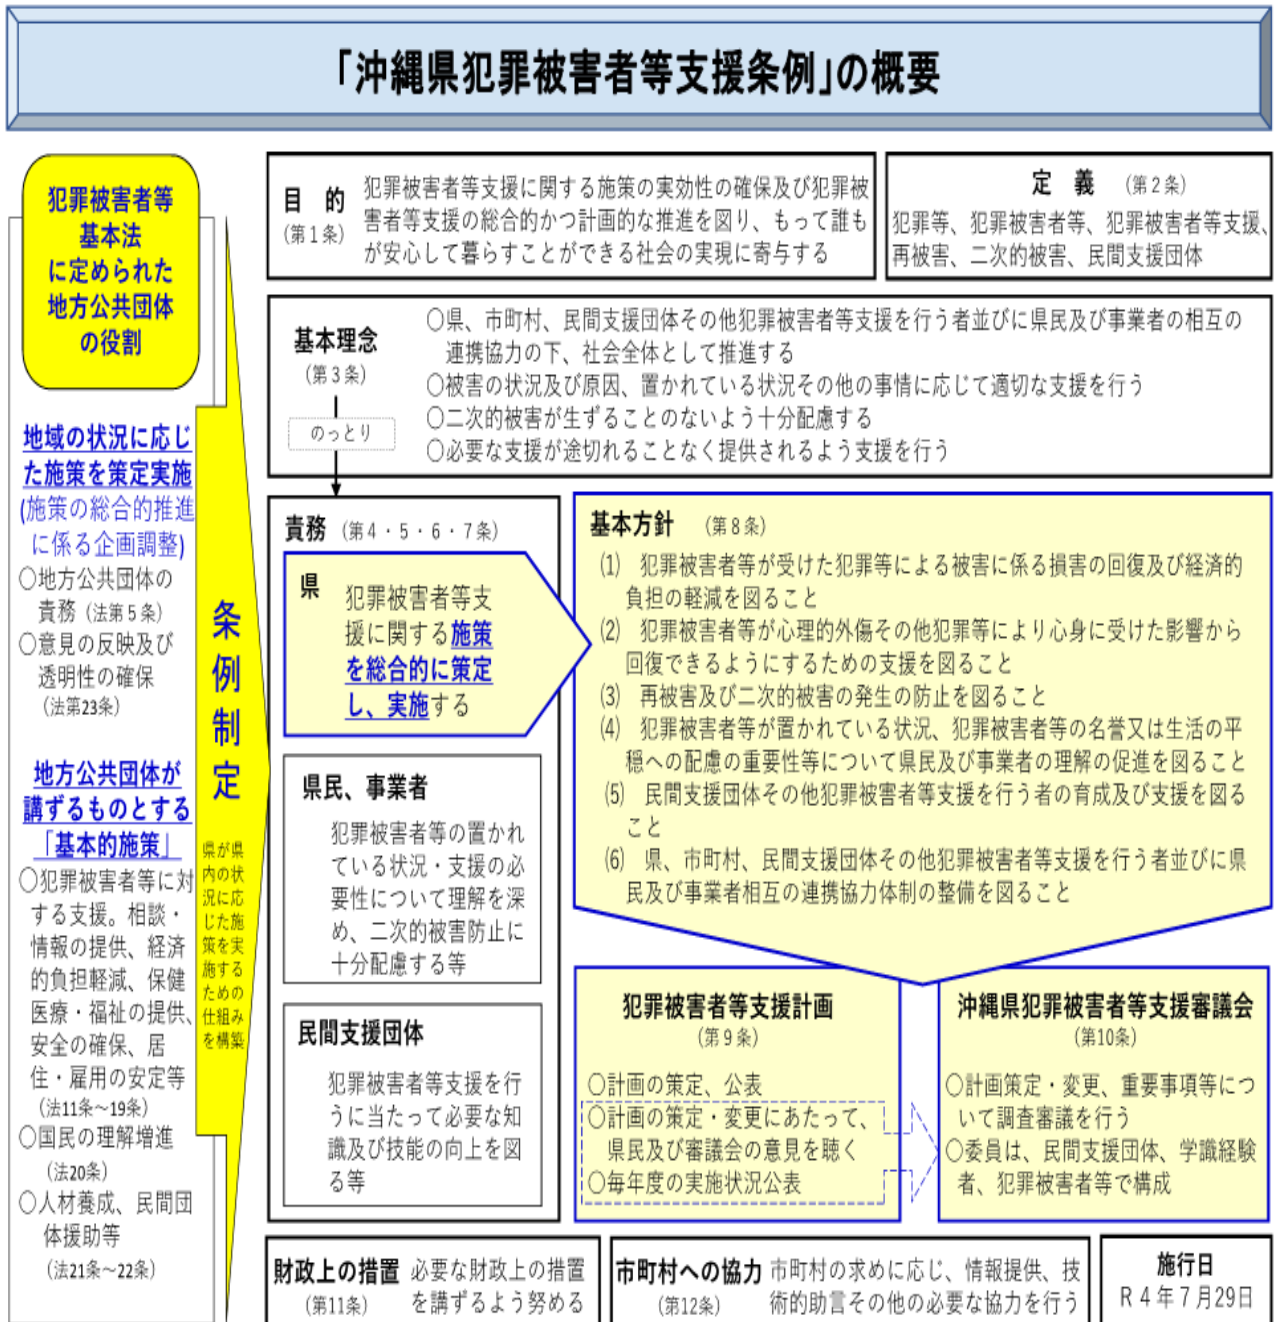 「沖縄県犯罪被害者等支援条例」の概要
犯罪被害者等
基本法
に定められた
地方公共団体
の役割
地域の状況に応じ
た施策を策定実施
(施策の総合的推進
に係る企画調整)
○地方公共団体の
責務（法第５条）
○意見の反映及び
透明性の確保
（法第23条）
地方公共団体が
講ずるものとする
「基本的施策」
○犯罪被害者等に対
する支援。相談・
情報の提供、経済
的負担軽減、保健
医療・福祉の提供、
安全の確保、居
住・雇用の安定等
（法11条～19条）
○国民の理解増進
（法20条）
○人材養成、民間団
体援助等
（法21条～22条）
条例制定
県が県
内の状
況に応
じた施
策を実
施する
ための
仕組み
を構築
目　的
（第１条）
犯罪被害者等支援に関する施策の実効性の確保及び犯罪被
害者等支援の総合的かつ計画的な推進を図り、もって誰も
が安心して暮らすことができる社会の実現に寄与する
定　義　（第２条）
犯罪等、犯罪被害者等、犯罪被害者等支援、
再被害、二次的被害、民間支援団体
基本理念
（第３条）
のっとり
○県、市町村、民間支援団体その他犯罪被害者等支援を行う者並びに県民及び事業者の相互の
連携協力の下、社会全体として推進する
○被害の状況及び原因、置かれている状況その他の事情に応じて適切な支援を行う
○二次的被害が生ずることのないよう十分配慮する
○必要な支援が途切れることなく提供されるよう支援を行う
責務（第４・５・６・７条）
県
犯罪被害者等支
援に関する施策
を総合的に策定
し、実施する
県民、事業者
犯罪被害者等の置かれ
ている状況・支援の必
要性について理解を深
め、二次的被害防止に
十分配慮する等
民間支援団体
犯罪被害者等支援を行
うに当たって必要な知
識及び技能の向上を図
る等
基本方針　（第８条）
⑴　犯罪被害者等が受けた犯罪等による被害に係る損害の回復及び経済的
負担の軽減を図ること
⑵　犯罪被害者等が心理的外傷その他犯罪等により心身に受けた影響から
回復できるようにするための支援を図ること
⑶　再被害及び二次的被害の発生の防止を図ること
⑷　犯罪被害者等が置かれている状況、犯罪被害者等の名誉又は生活の平
穏への配慮の重要性等について県民及び事業者の理解の促進を図ること
⑸　民間支援団体その他犯罪被害者等支援を行う者の育成及び支援を図る
こと
⑹　県、市町村、民間支援団体その他犯罪被害者等支援を行う者並びに県
民及び事業者相互の連携協力体制の整備を図ること
犯罪被害者等支援計画
（第９条）
○計画の策定、公表
○計画の策定・変更にあたって、
県民及び審議会の意見を聴く
○毎年度の実施状況公表
沖縄県犯罪被害者等支援審議会
（第10条）
○計画策定・変更、重要事項等につ
いて調査審議を行う
○委員は、民間支援団体、学識経験
者、犯罪被害者等で構成
財政上の措置
（第11条）
必要な財政上の措置
を講ずるよう努める
市町村への協力
（第12条）
市町村の求めに応じ、情報提供、技
術的助言その他の必要な協力を行う
施行日
Ｒ４年７月29日